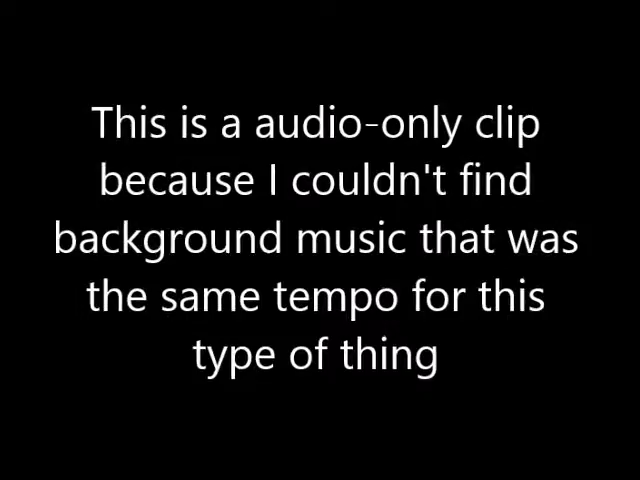 This is a audio-only clip
because I couldn't find
background music that was
the same tempo for this
type of thing